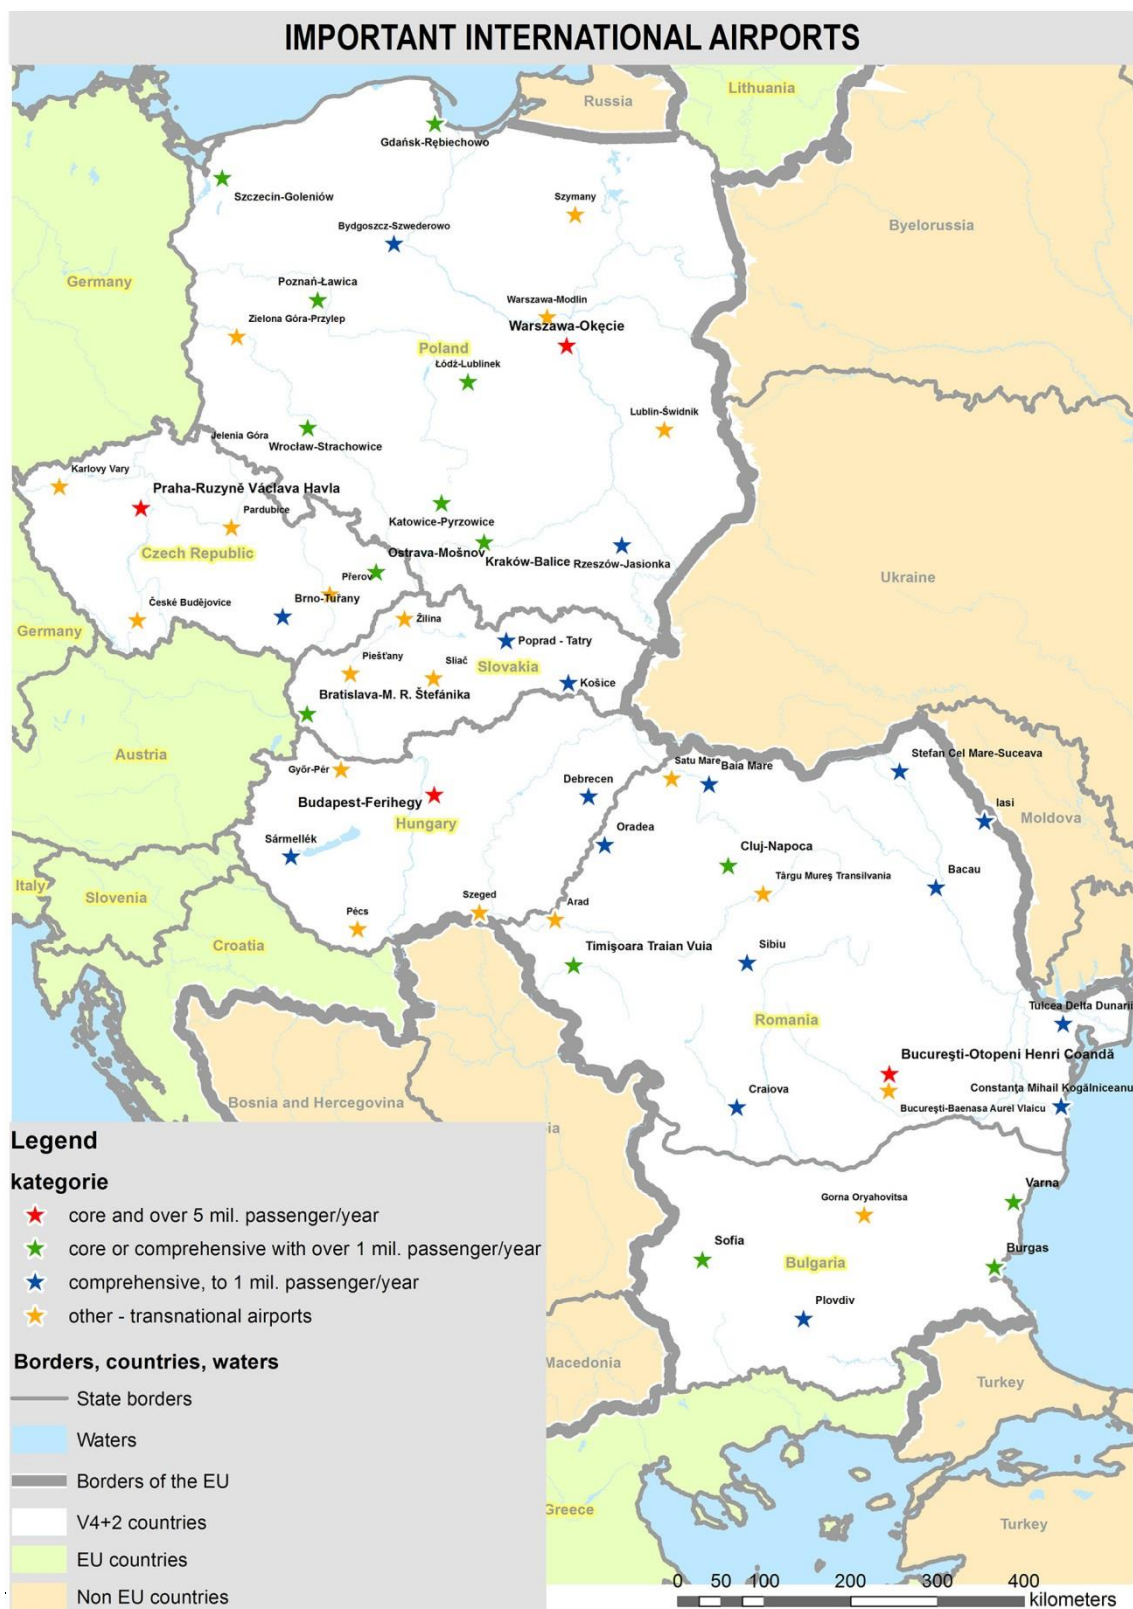 IMPORTANT INTERNATIONAL AIRPORTS
Lithuania
Russia
Gdańsk-Rębiechowo
Szczecin-Goleniów
Szymany
Bydgoszcz-Szwederowo
Byelorussia
Germany
Poznań-Ławica
Warszawa-Modlin
Zielona Góra-Przylep
Warszawa-Okęcie
Poland
Łódź-Lublinek
Lublin-Świdnik
Jelenia Góra
Wrocław-Strachowice
Karlovy Vary
Praha-Ruzyně Václava Havla
Pardubice
Katowice-Pyrzowice
Czech Republic
Ostrava-Mošnov
Kraków-Balice
Rzeszów-Jasionka
Přerov
Ukraine
České Budějovice
Brno-Tuřany
Germany
Žilina
Poprad - Tatry
Piešťany
Sliač
Slovakia
Košice
Bratislava-M. R. Štefánika
Austria
Győr-Pér
Debrecen
Satu Mare
Baia Mare
Stefan Cel Mare-Suceava
Budapest-Ferihegy
Hungary
Iasi
Moldova
Oradea
Sármellék
Cluj-Napoca
Italy
Slovenia
Târgu Mureş Transilvania
Bacau
Szeged
Arad
Pécs
Croatia
Timişoara Traian Vuia
Sibiu
Tulcea Delta Dunarii
Romania
Bucureşti-Otopeni Henri Coandă
Craiova
Constanţa Mihail Kogălniceanu
Bosnia and Hercegovina
Bucureşti-Baenasa Aurel Vlaicu
ia
Legend
kategorie
core and over 5 mil. passenger/year
core or comprehensive with over 1 mil. passenger/year
comprehensive, to 1 mil. passenger/year
other - transnational airports
Gorna Oryahovitsa
Varna
Sofia
Burgas
Bulgaria
Plovdiv
Borders, countries, waters
State borders
Waters
Borders of the EU
V4+2 countries
EU countries
Non EU countries
Macedonia
Turkey
Greece
Turkey
0 50 100 200 300 400
kilometers